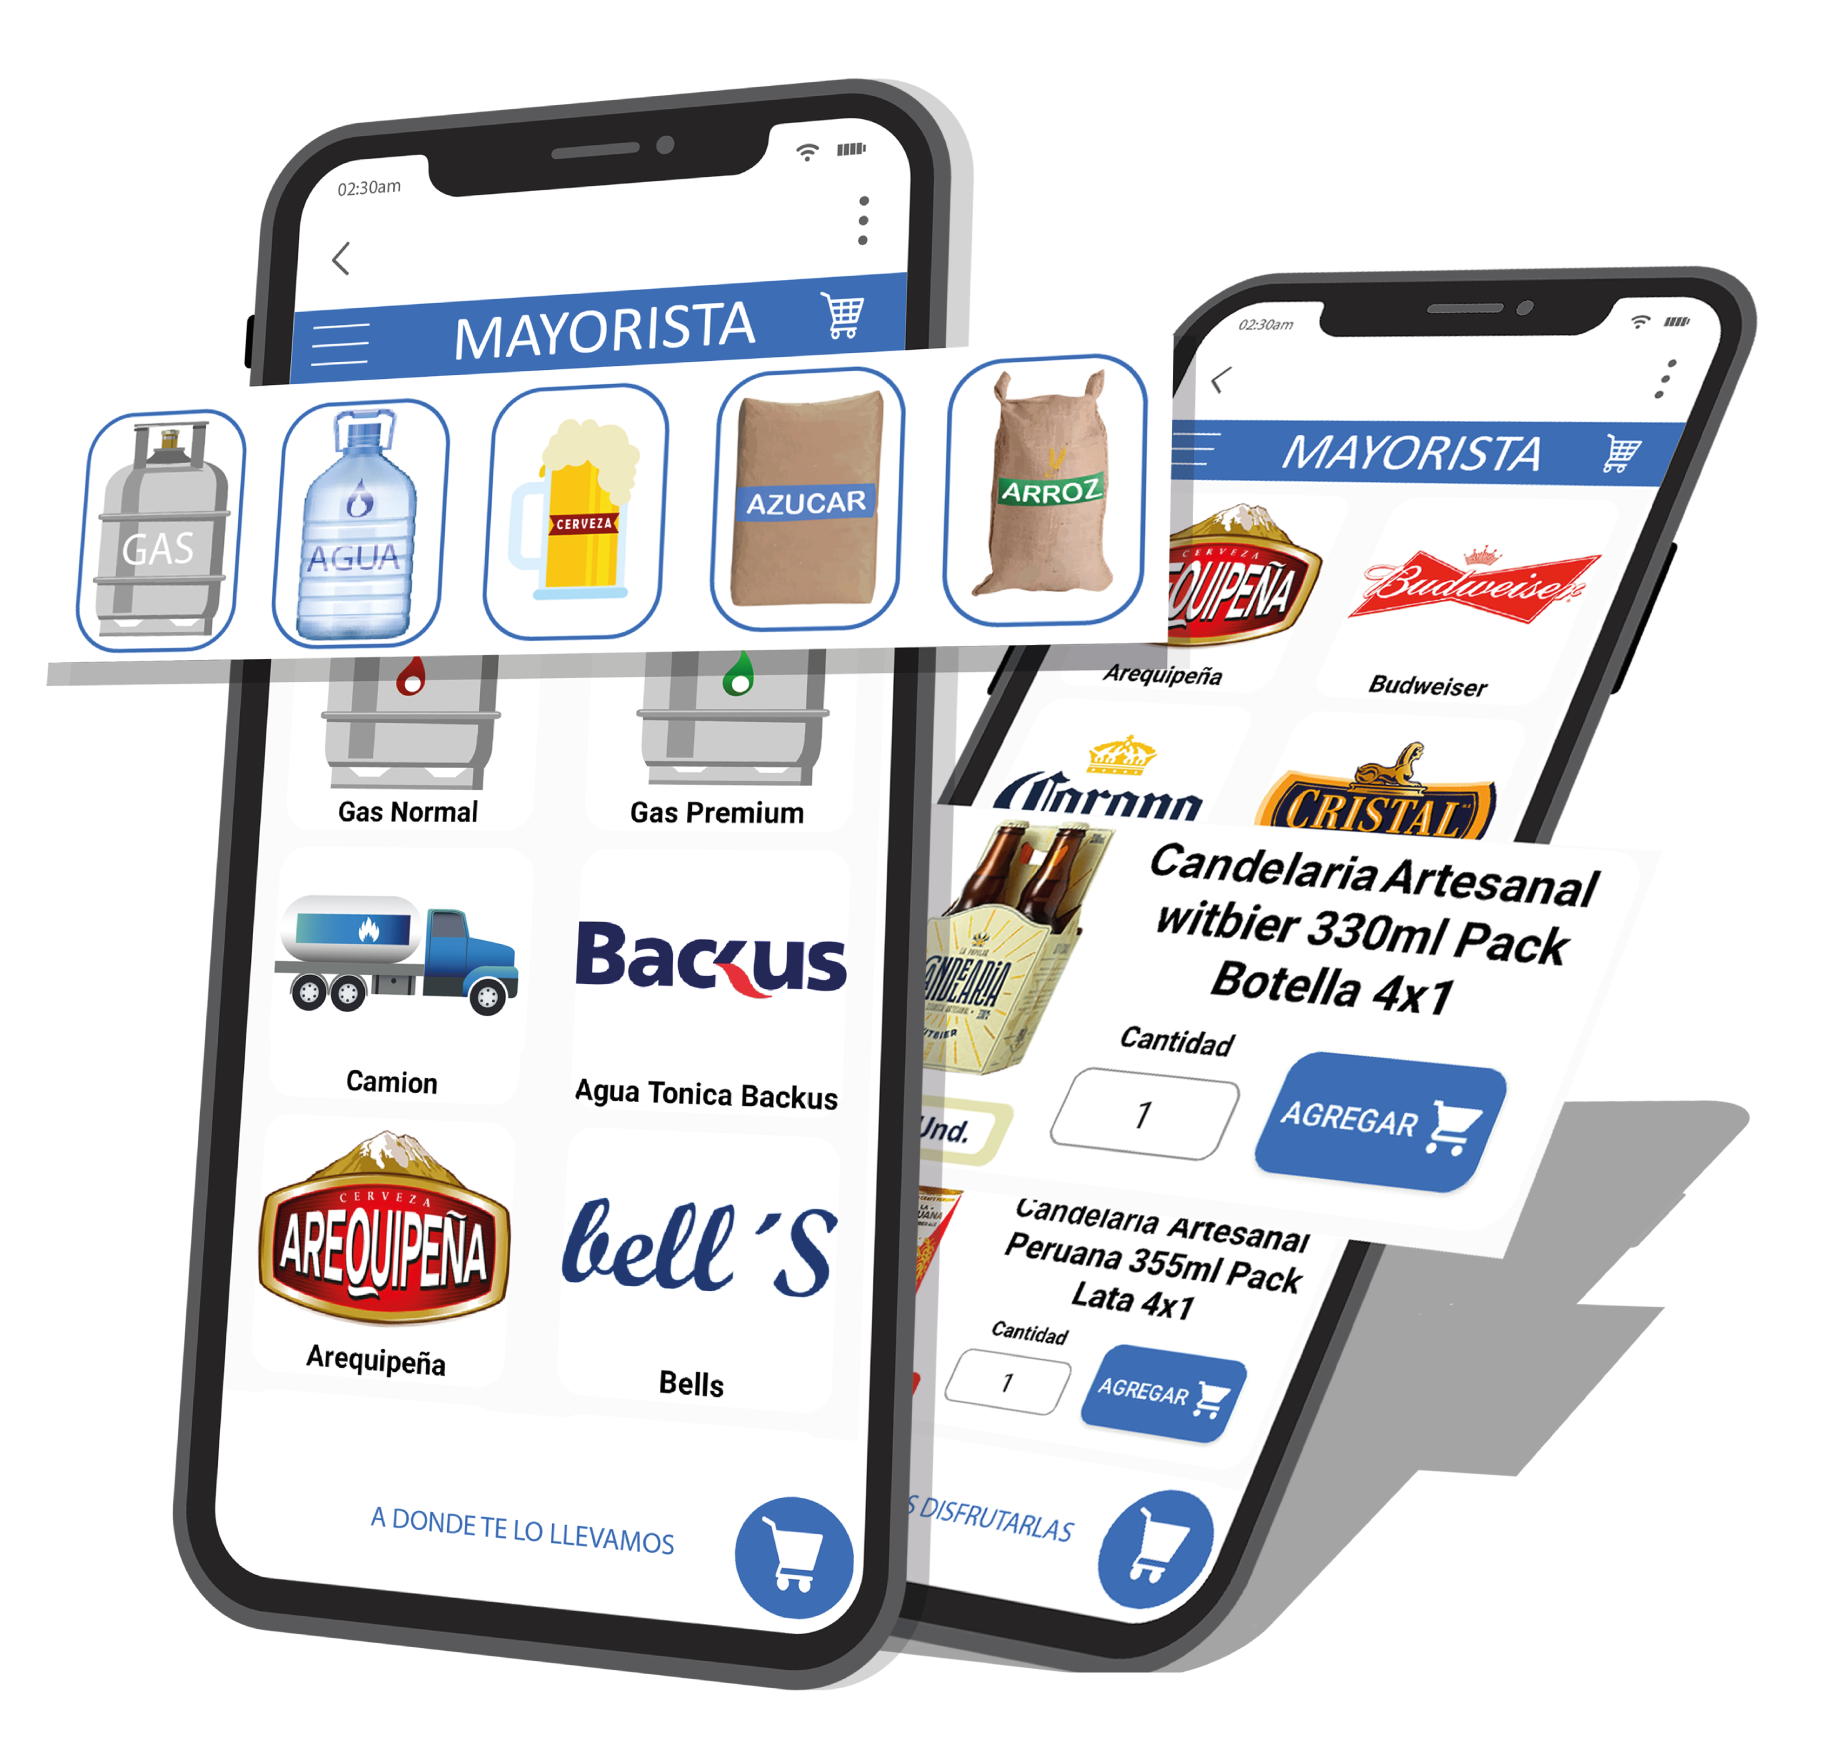 02:30am
MAYORISTA
GAS
AGUA
CERVEZA
AZUCAR
ARROZ
Gas Normal
Gas Premium
Camion
Backus
Agua Tonica Backus
CERVEZA
AREQUIPEÑA
Arequipeña
bell´S
Bells
A DONDE TE LO LLEVAMOS
02:30am
MAYORISTA
CERVEZA
QUIPEÑA
Arequipeña
Budweiser
Budweiser
Corona
CRISTAL
Candelaria Artesanal
witbier 330ml Pack
Botella 4x1
Cantidad
1
AGREGAR
Und.
Candelaria Artesanal
Peruana 355ml Pack
Lata 4x1
Cantidad
1
AGREGAR
S DISFRUTARLAS